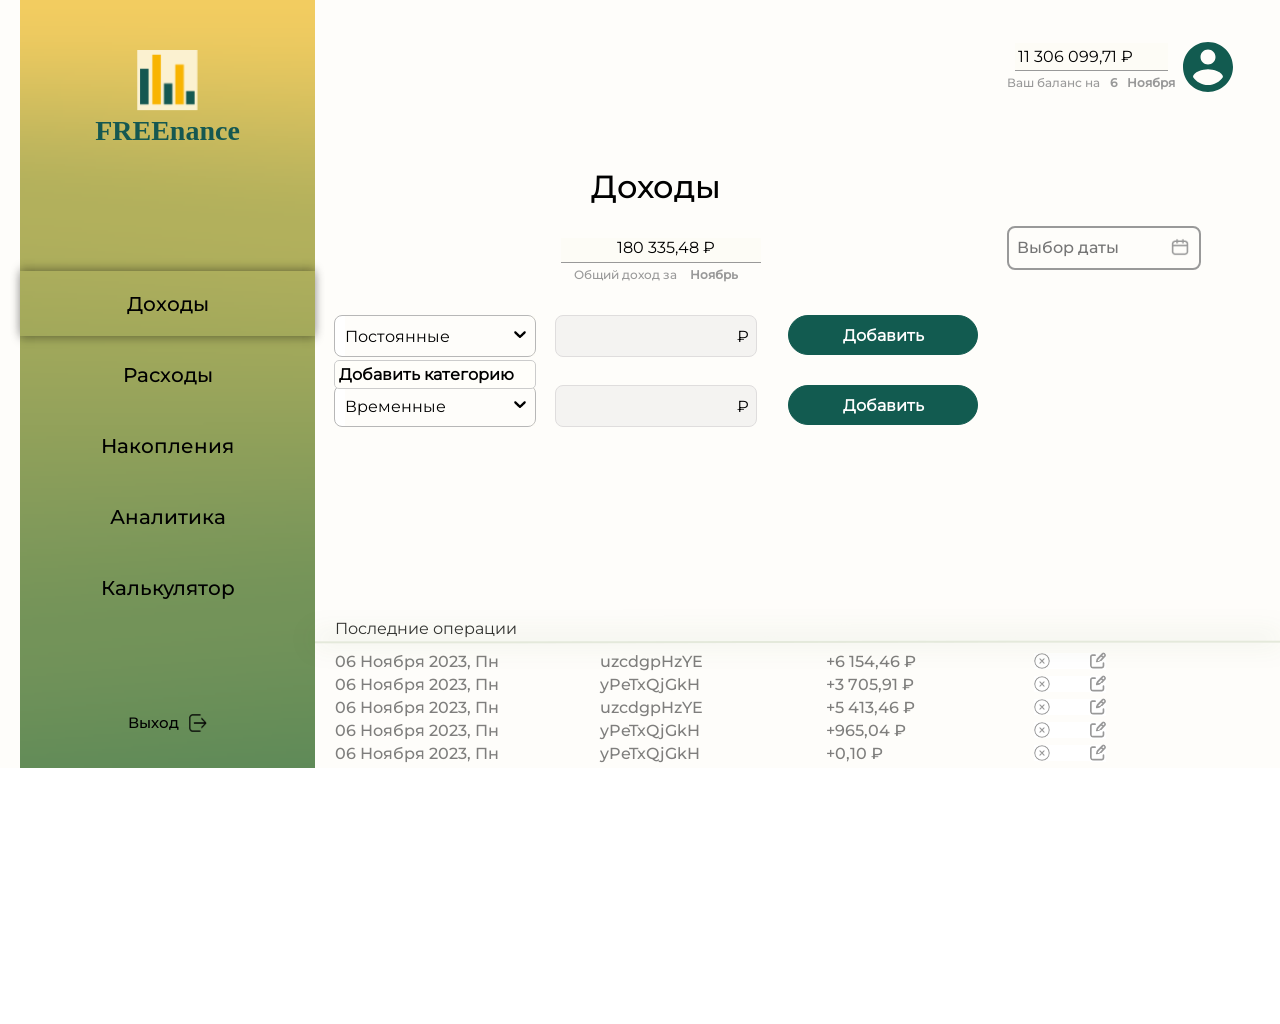 FREEnance
Доходы
Расходы
Накопления
Аналитика
Калькулятор
Выход
11 306 099,71 ₽
Ваш баланс на 6 Ноября
Доходы
180 335,48 ₽
Общий доход за Ноябрь
Выбор даты
Постоянные ₽ Добавить
Добавить категорию
Временные ₽ Добавить
Последние операции
06 Ноября 2023, Пн uzcdgpHzYE +6 154,46 ₽
06 Ноября 2023, Пн yPeTxQjGkH +3 705,91 ₽
06 Ноября 2023, Пн uzcdgpHzYE +5 413,46 ₽
06 Ноября 2023, Пн yPeTxQjGkH +965,04 ₽
06 Ноября 2023, Пн yPeTxQjGkH +0,10 ₽